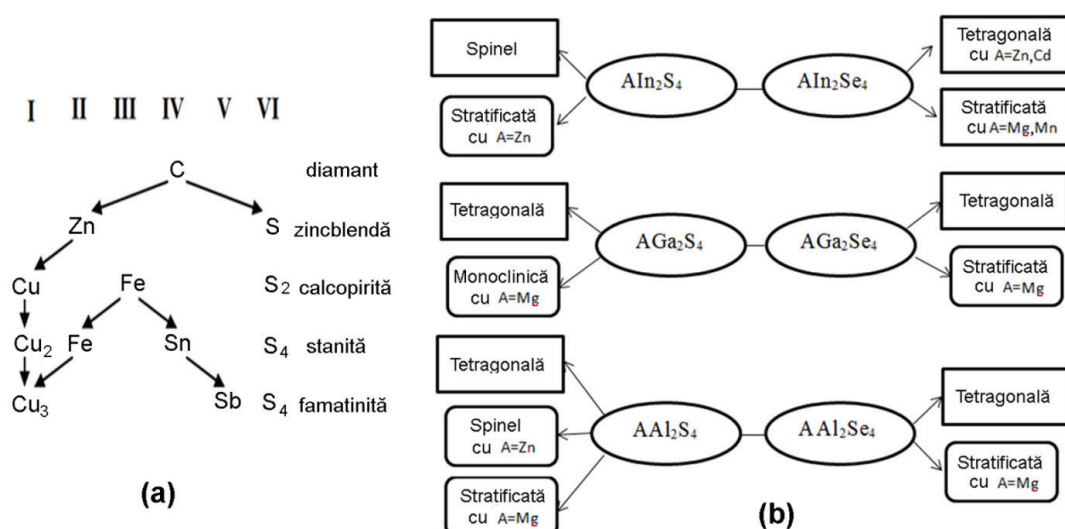 I II III IV V VI
C diamant
Zn S zincblendă
Cu Fe S2 calcopirită
Cu2 Fe Sn S4 stanită
Cu3 Sb S4 famatinită
(a)
Spinel
Stratificată
cu A=Zn
AIn2S4
AIn2Se4
Tetragonală
cu A=Zn,Cd
Stratificată
cu A=Mg,Mn
Tetragonală
Monoclinică
cu A=Mg
AGa2S4
AGa2Se4
Tetragonală
Stratificată
cu A=Mg
Tetragonală
Spinel
cu A=Zn
Stratificată
cu A=Mg
AAl2S4
AAl2Se4
Tetragonală
Stratificată
cu A=Mg
(b)